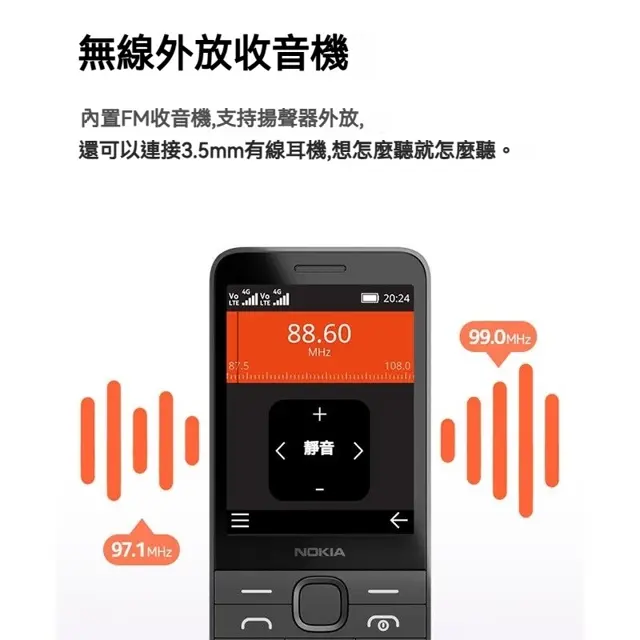 無線外放收音機
內置FM收音機,支持揚聲器外放,
還可以連接3.5mm有線耳機,想怎麼聽就怎麼聽。
Vo LTE 4G Vo LTE 4G 20:24
88.60
MHz
87.5 108.0
99.0MHz
+
靜音
-
97.1MHz
NOKIA